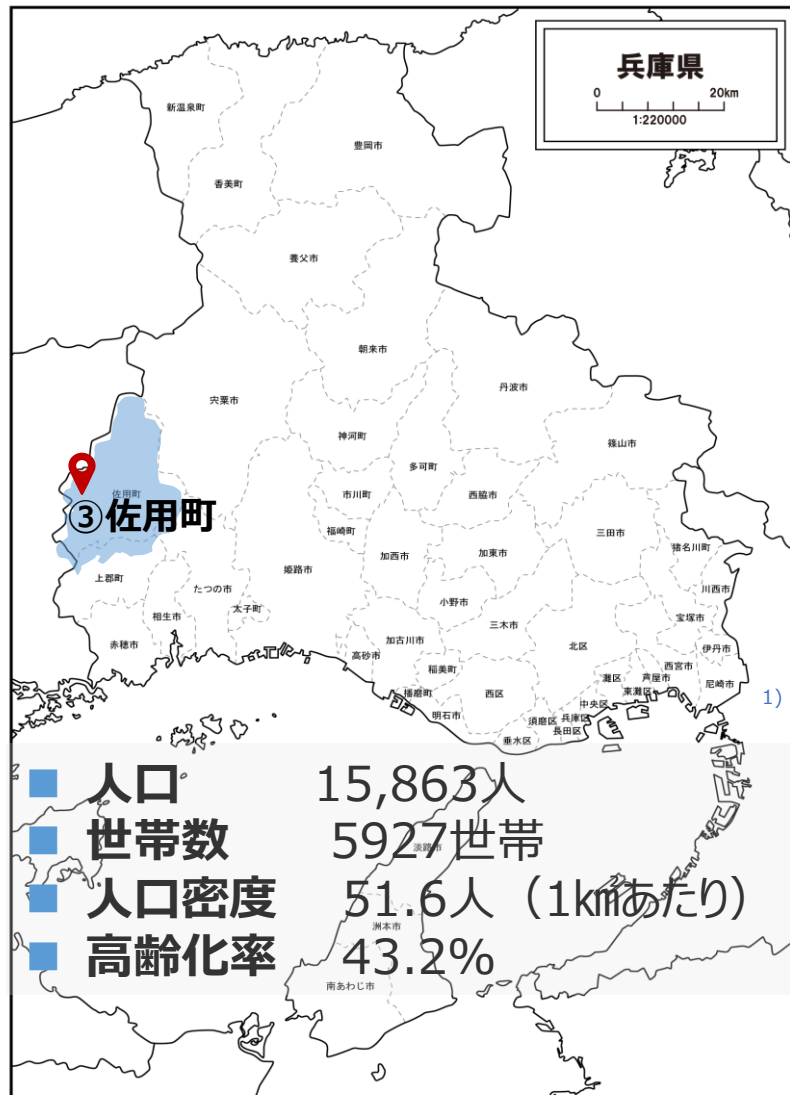 兵庫県
0 20km
1:220000
新温泉町
豊岡市
香美町
養父市
朝来市
丹波市
宍粟市
神河町
篠山市
多可町
佐用町
市川町
西脇市
③佐用町
福崎町
加西市
加東市
三田市
猪名川町
上郡町
姫路市
たつの市
川西市
相生市
太子町
小野市
三木市
宝塚市
赤穂市
加古川市
北区
伊丹市
高砂市
稲美町
西宮市
灘区
芦屋市
尼崎市
播磨町
西区
東灘区
中央区
明石市
須磨区
兵庫区
長田区
垂水区
1)
■ 人口 15,863人
■ 世帯数 5927世帯
淡路市
■ 人口密度 51.6人（1㎢あたり）
洲本市
■ 高齢化率 43.2%
南あわじ市